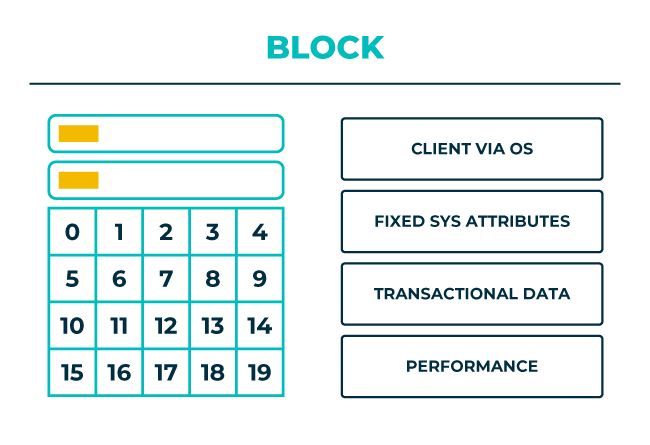 BLOCK
0 1 2 3 4
5 6 7 8 9
10 11 12 13 14
15 16 17 18 19
CLIENT VIA OS
FIXED SYS ATTRIBUTES
TRANSACTIONAL DATA
PERFORMANCE